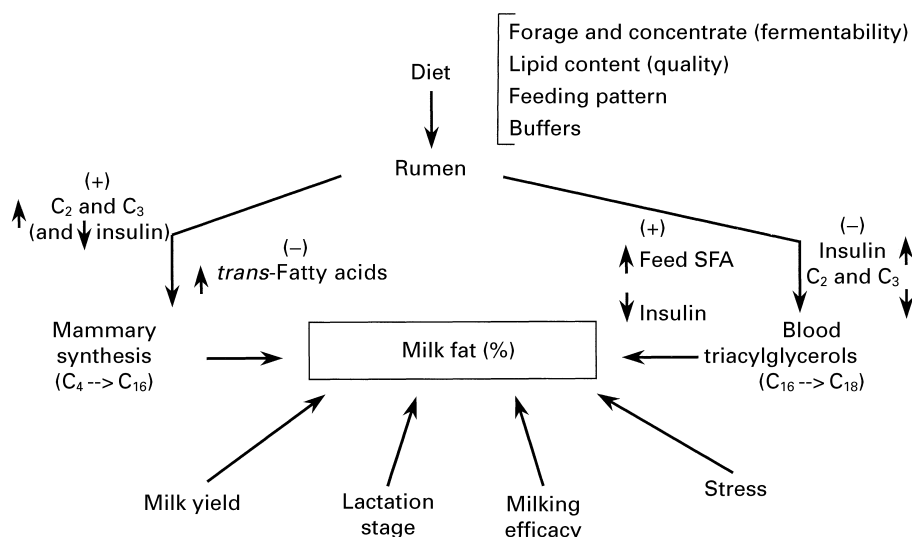 Diet
Forage and concentrate (fermentability)
Lipid content (quality)
Feeding pattern
Buffers
Rumen
(+)
C₂ and C₃
(and insulin)
(–)
trans-Fatty acids
(+)
Feed SFA
Insulin
(–)
Insulin
C₂ and C₃
Mammary
synthesis
(C₄ --> C₁₆)
Milk fat (%)
Blood
triacylglycerols
(C₁₆ --> C₁₈)
Milk yield
Lactation
stage
Milking
efficacy
Stress